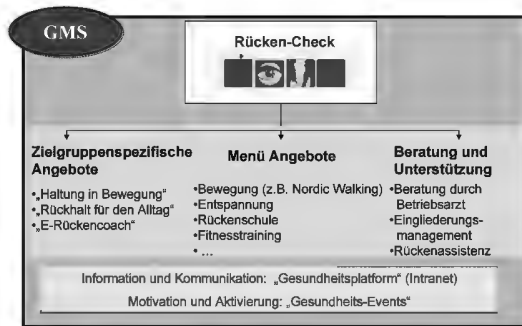 GMS
Rücken-Check
Zielgruppenspezifische
Angebote
•„Haltung in Bewegung“
•„Rückhalt für den Alltag“
•„E-Rückencoach“
Menü Angebote
•Bewegung (z.B. Nordic Walking)
•Entspannung
•Rückenschule
•Fitnesstraining
• ...
Beratung und
Unterstützung
•Beratung durch
Betriebsarzt
•Eingliederungs-
management
•Rückenassistenz
Information und Kommunikation: „Gesundheitsplatform“ (Intranet)
Motivation und Aktivierung: „Gesundheits-Events“